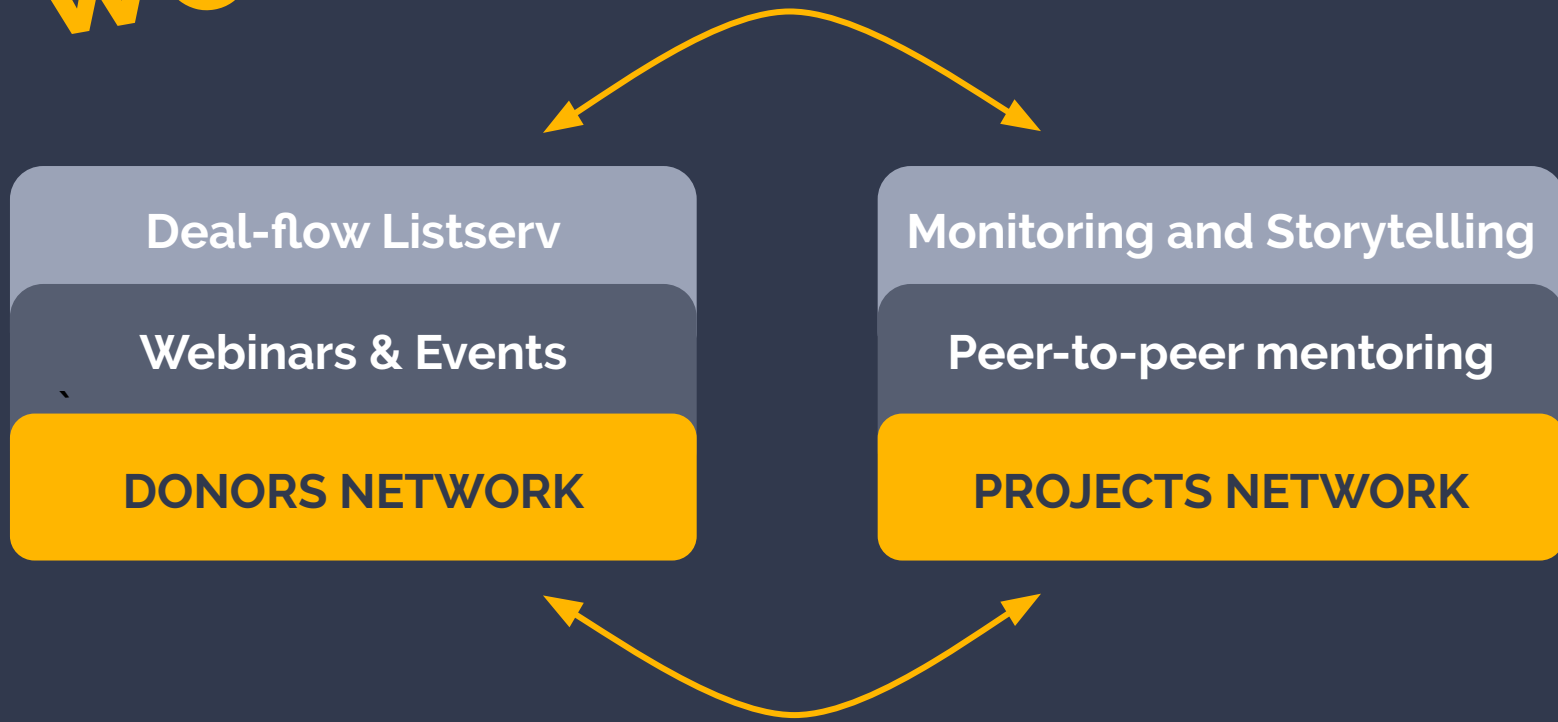 Deal-flow Listserv
Webinars & Events
`
DONORS NETWORK
Monitoring and Storytelling
Peer-to-peer mentoring
PROJECTS NETWORK